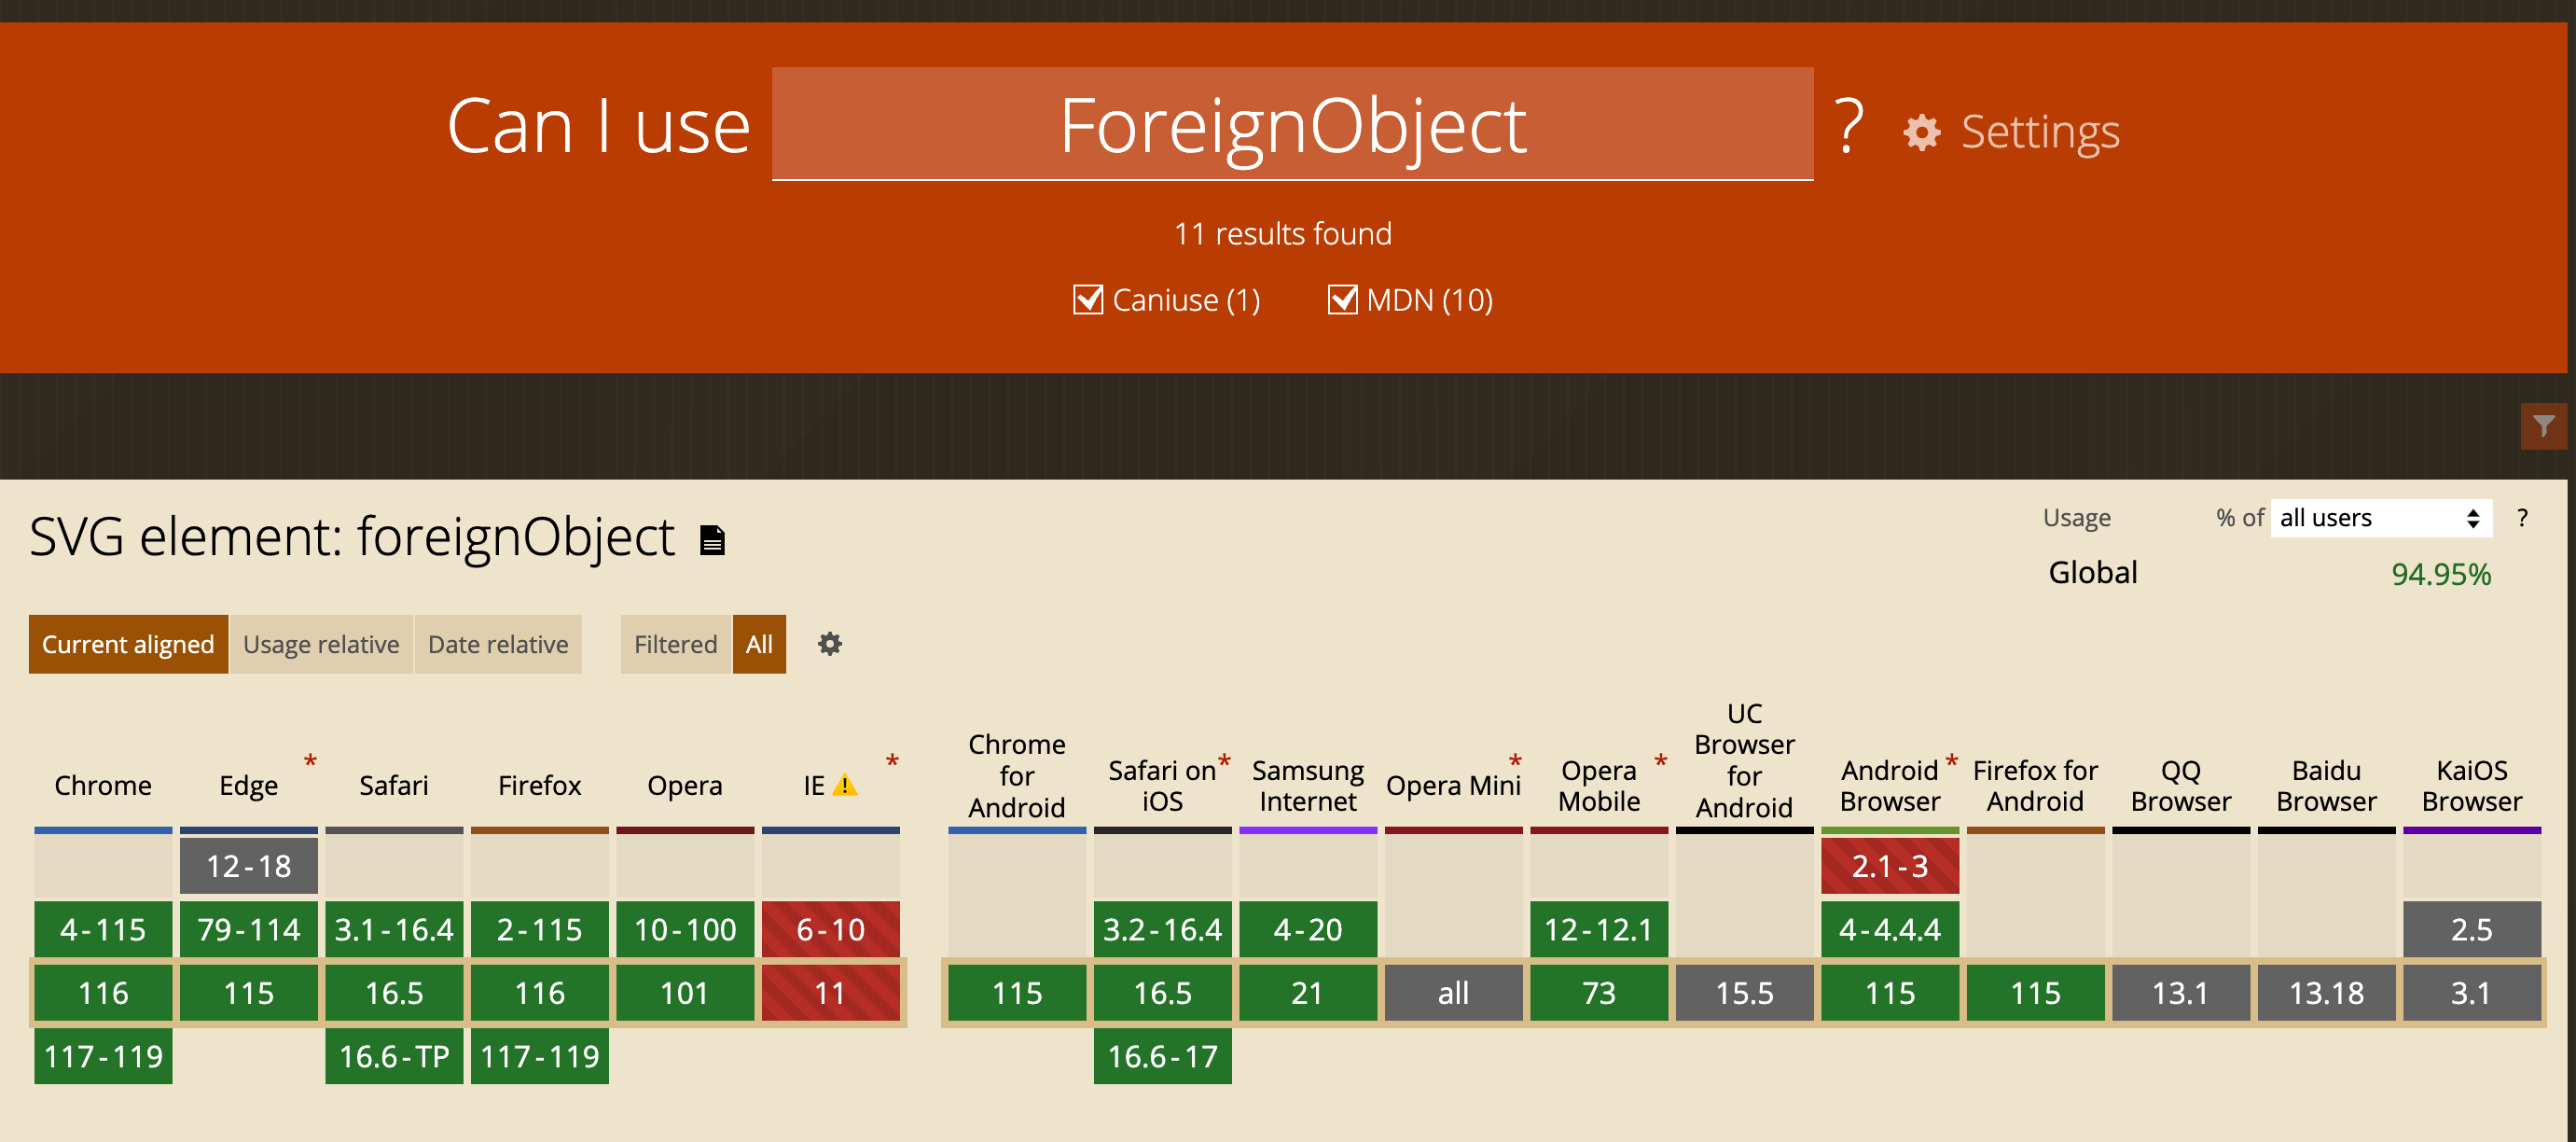 Can I use ForeignObject ? Settings
11 results found
Caniuse (1) MDN (10)
SVG element: foreignObject
Usage % of all users ?
Global 94.95%
Current aligned Usage relative Date relative Filtered All
Chrome Edge * Safari Firefox Opera IE * Chrome for Android Safari on iOS * Samsung Internet Opera Mini * Opera Mobile * UC Browser for Android Android Browser * Firefox for Android QQ Browser Baidu Browser KaiOS Browser
12-18 2.1-3
4-115 79-114 3.1-16.4 2-115 10-100 6-10 3.2-16.4 4-20 12-12.1 4-4.4.4 2.5
116 115 16.5 116 101 11 115 16.5 21 all 73 15.5 115 115 13.1 13.18 3.1
117-119 16.6-TP 117-119 16.6-17